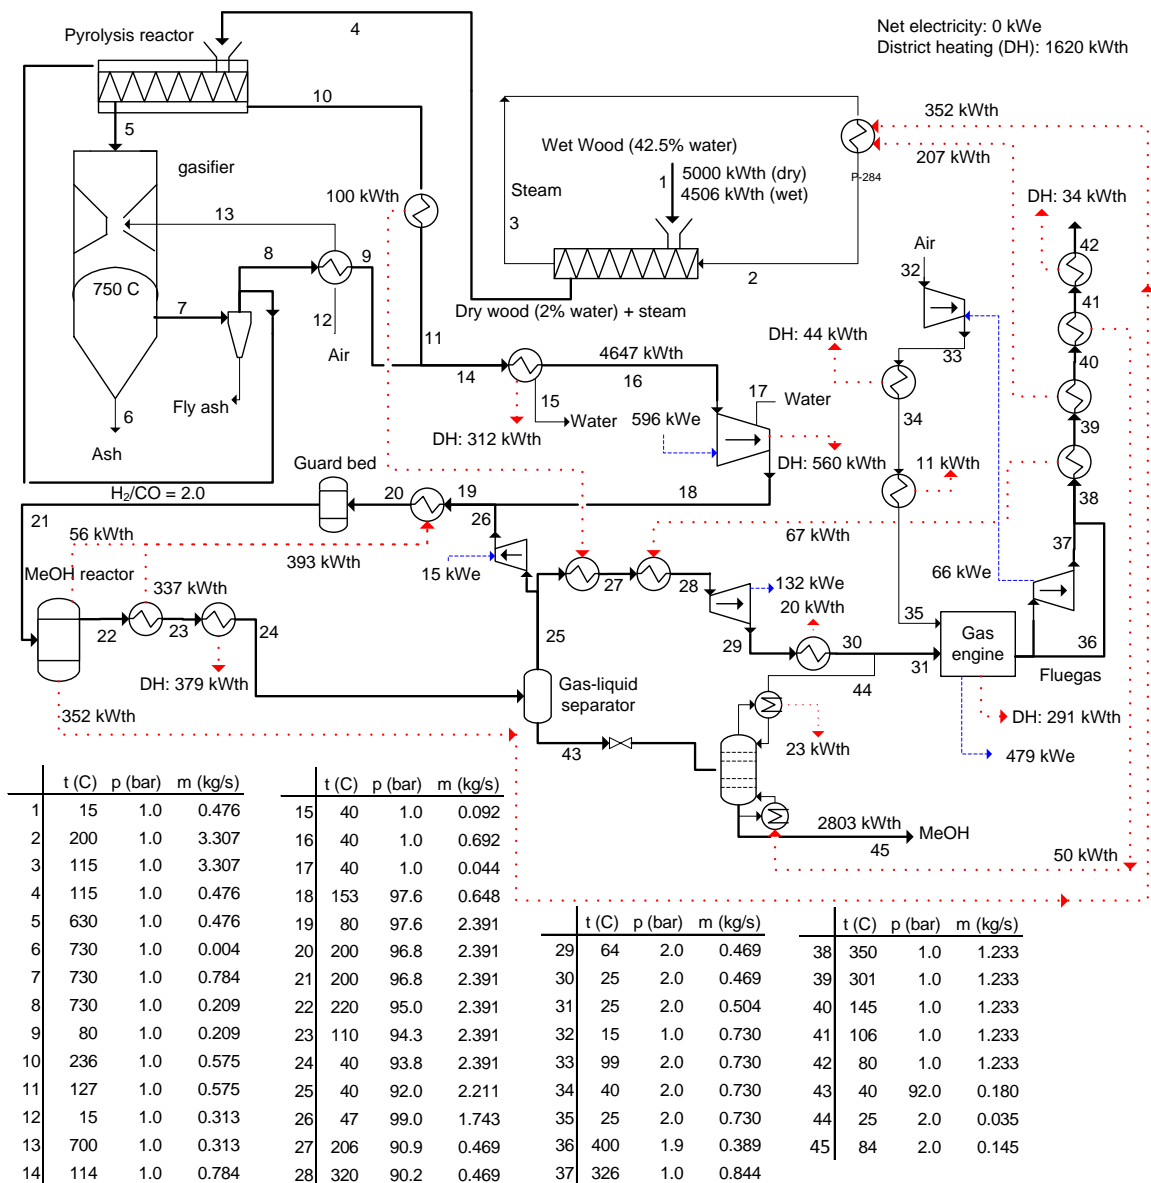 Net electricity: 0 kWe
District heating (DH): 1620 kWth
Pyrolysis reactor
4
10
5
gasifier
Wet Wood (42.5% water)
5000 kWth (dry)
4506 kWth (wet)
1
352 kWth
207 kWth
P-284
Steam
3
2
100 kWth
DH: 34 kWth
42
Air
32
13
8
9
750 C
7
12
Air
11
Dry wood (2% water) + steam
41
40
33
DH: 44 kWth
34
39
38
14
4647 kWth
16
15
Water
DH: 312 kWth
17
Water
596 kWe
DH: 560 kWth
11 kWth
6
Ash
Fly ash
Guard bed
H2/CO = 2.0
20
19
18
26
21
56 kWth
393 kWth
15 kWe
67 kWth
37
66 kWe
36
MeOH reactor
337 kWth
22
23
24
27
28
132 kWe
20 kWth
29
30
35
31
Gas
engine
Fluegas
25
DH: 379 kWth
352 kWth
Gas-liquid
separator
44
23 kWth
DH: 291 kWth
479 kWe
43
2803 kWth
MeOH
45
50 kWth
t (C) p (bar) m (kg/s)
1 15 1.0 0.476
2 200 1.0 3.307
3 115 1.0 3.307
4 115 1.0 0.476
5 630 1.0 0.476
6 730 1.0 0.004
7 730 1.0 0.784
8 730 1.0 0.209
9 80 1.0 0.209
10 236 1.0 0.575
11 127 1.0 0.575
12 15 1.0 0.313
13 700 1.0 0.313
14 114 1.0 0.784
t (C) p (bar) m (kg/s)
15 40 1.0 0.092
16 40 1.0 0.692
17 40 1.0 0.044
18 153 97.6 0.648
19 80 97.6 2.391
20 200 96.8 2.391
21 200 96.8 2.391
22 220 95.0 2.391
23 110 94.3 2.391
24 40 93.8 2.391
25 40 92.0 2.211
26 47 99.0 1.743
27 206 90.9 0.469
28 320 90.2 0.469
t (C) p (bar) m (kg/s)
29 64 2.0 0.469
30 25 2.0 0.469
31 25 2.0 0.504
32 15 1.0 0.730
33 99 2.0 0.730
34 40 2.0 0.730
35 25 2.0 0.730
36 400 1.9 0.389
37 326 1.0 0.844
t (C) p (bar) m (kg/s)
38 350 1.0 1.233
39 301 1.0 1.233
40 145 1.0 1.233
41 106 1.0 1.233
42 80 1.0 1.233
43 40 92.0 0.180
44 25 2.0 0.035
45 84 2.0 0.145